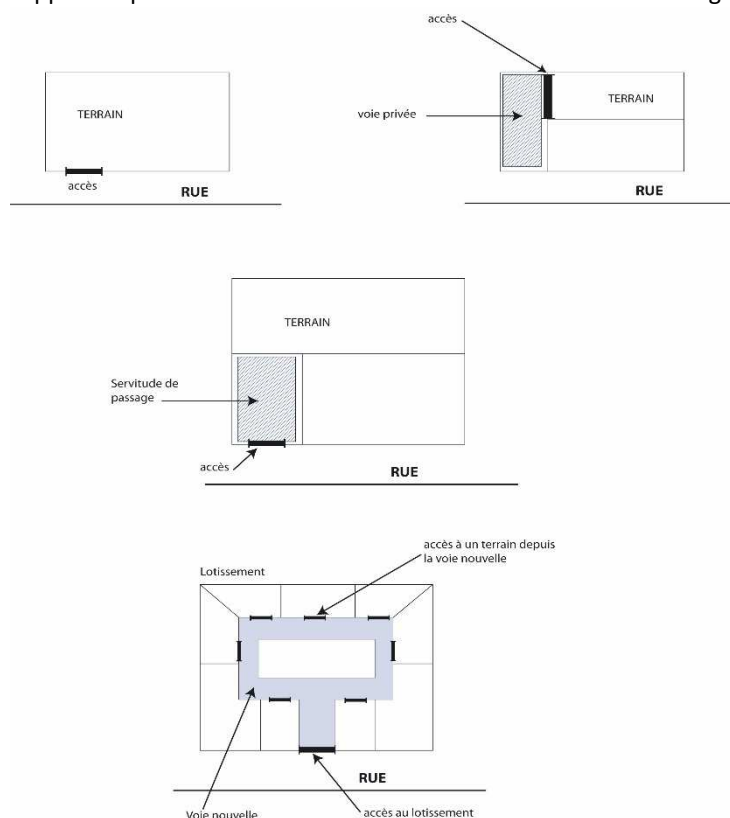 accès
TERRAIN
accès
RUE
voie privée
TERRAIN
RUE
TERRAIN
Servitude de
passage
accès
RUE
accès à un terrain depuis
la voie nouvelle
Lotissement
RUE
Voie nouvelle
accès au lotissement